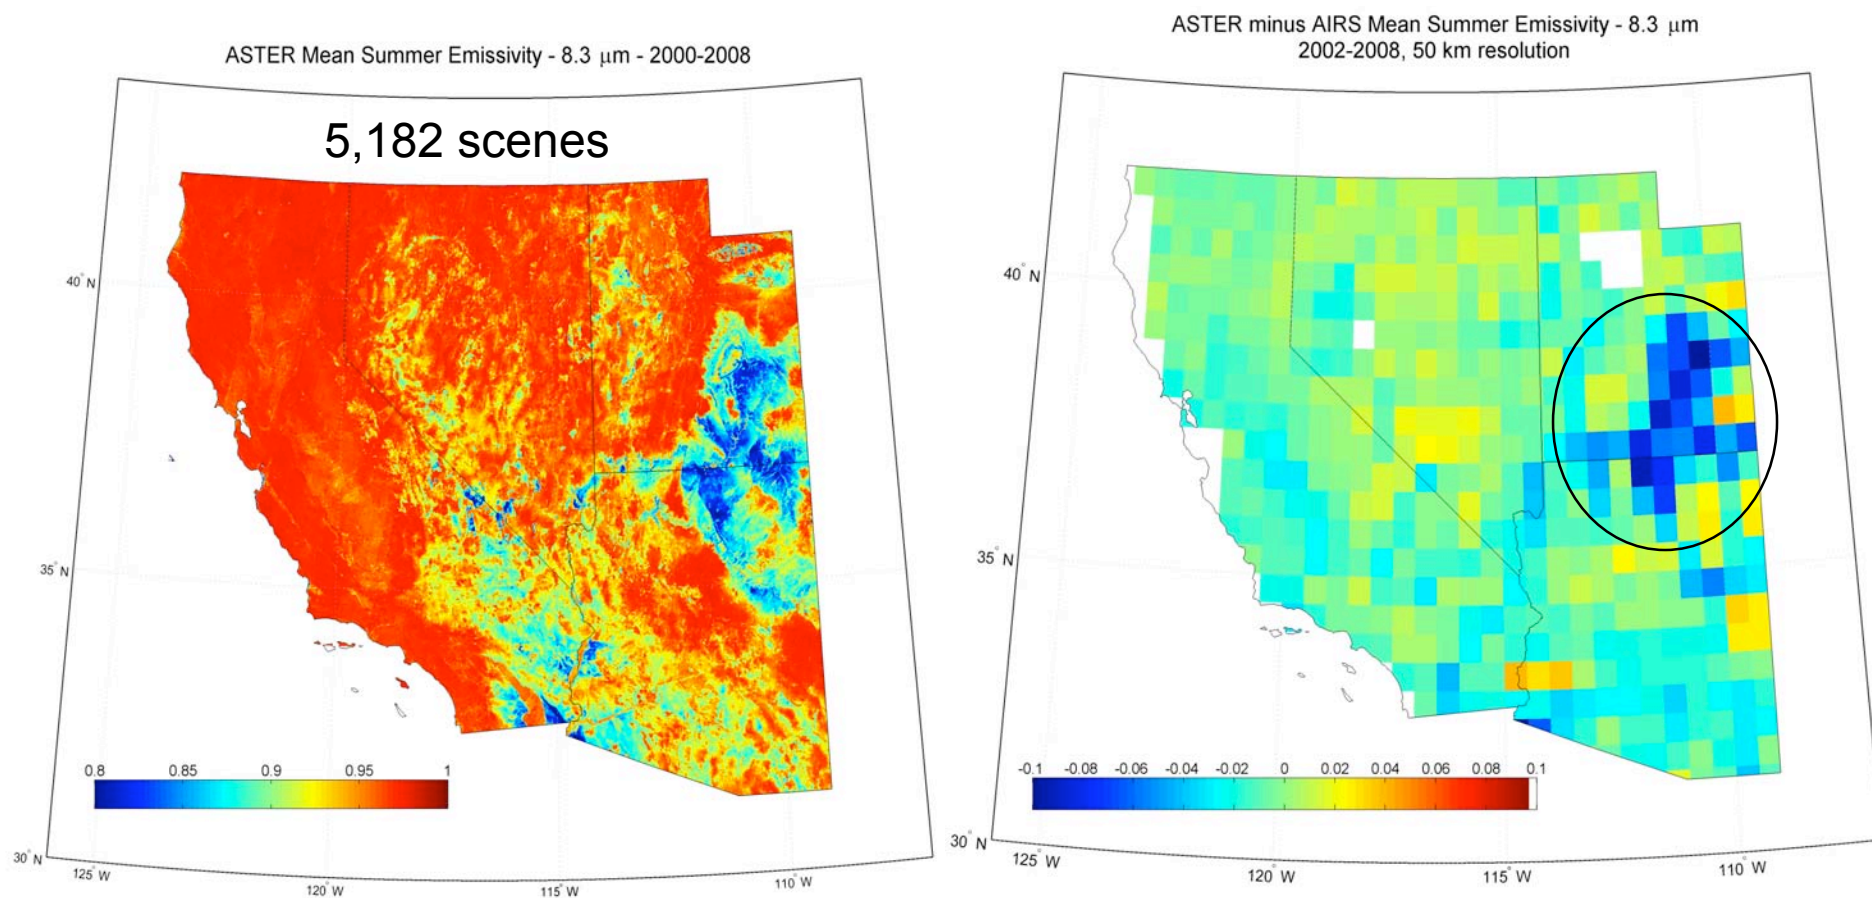 ASTER Mean Summer Emissivity - 8.3 μm - 2000-2008
5,182 scenes
40° N
35° N
30° N
125° W
120° W
115° W
110° W
0.8 0.85 0.9 0.95 1
ASTER minus AIRS Mean Summer Emissivity - 8.3 μm
2002-2008, 50 km resolution
40° N
35° N
30° N
125° W
120° W
115° W
110° W
-0.1 -0.08 -0.06 -0.04 -0.02 0 0.02 0.04 0.06 0.08 0.1